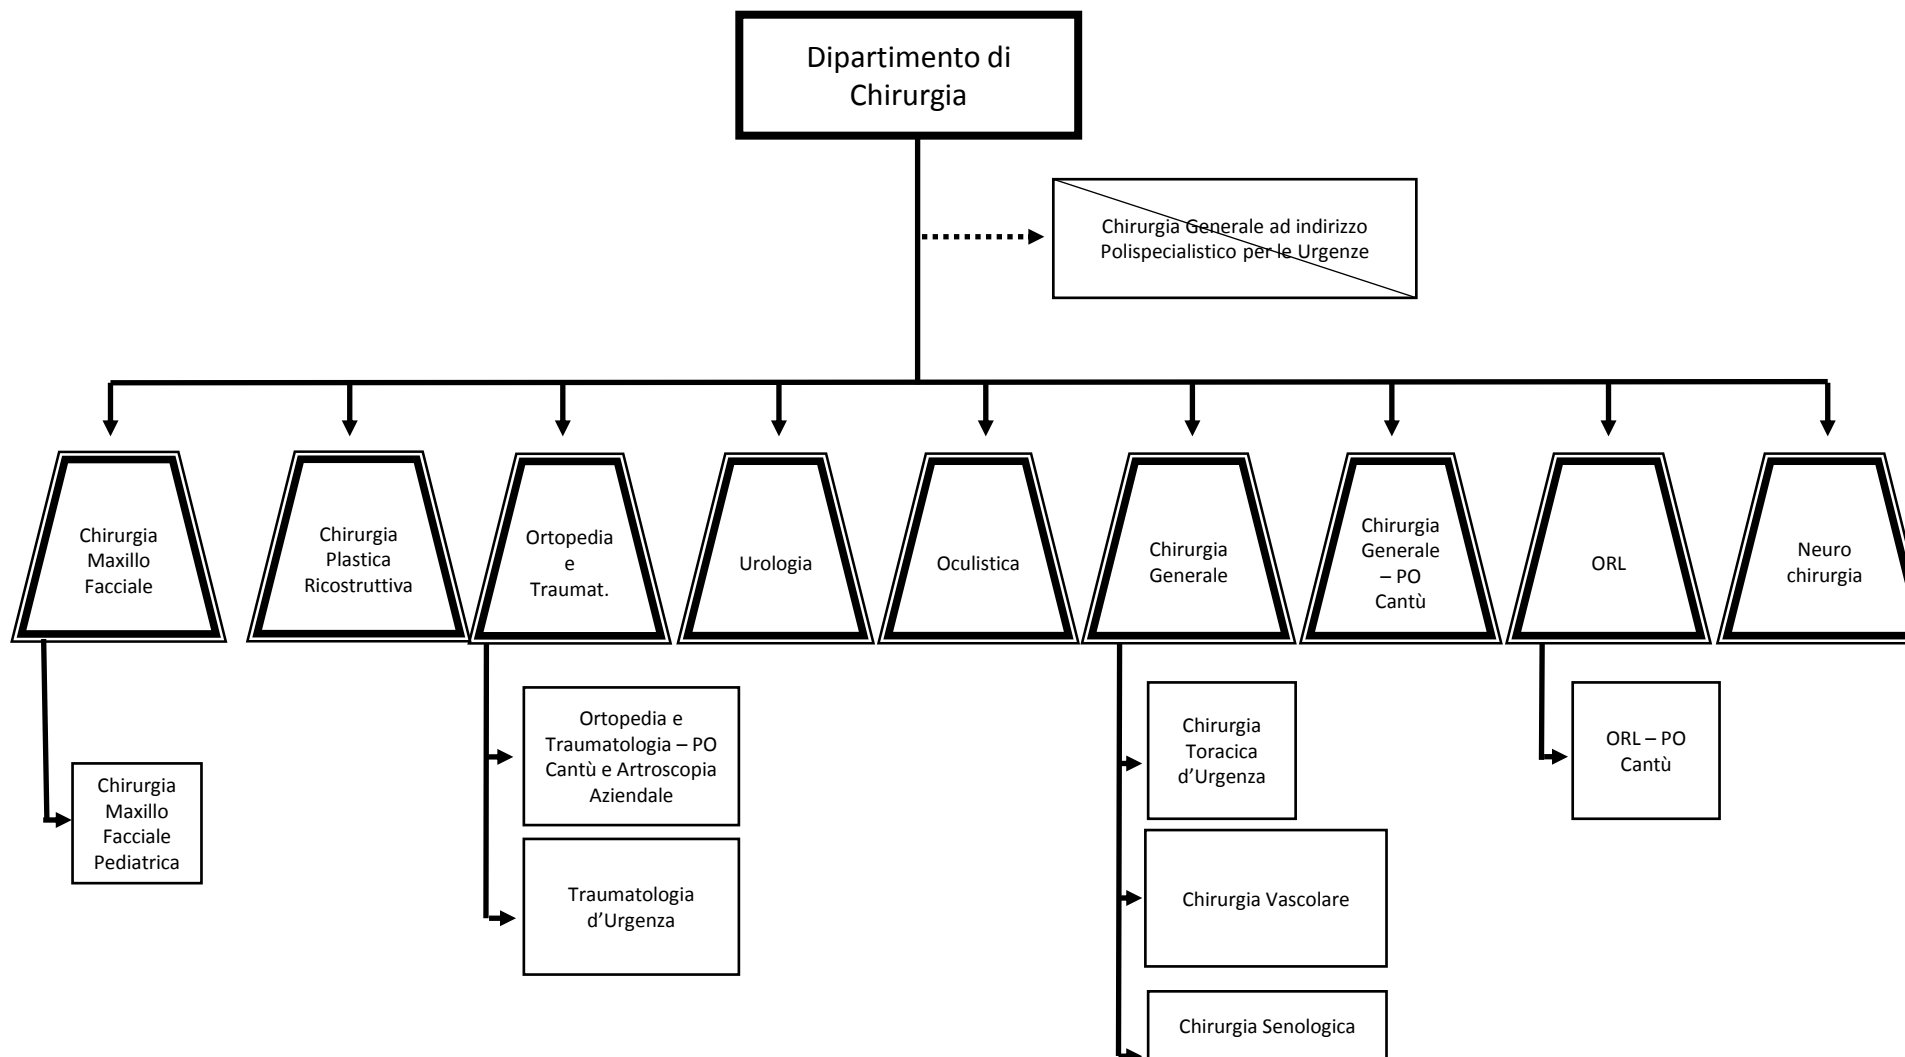 Dipartimento di
Chirurgia
Chirurgia Generale ad indirizzo
Polispecialistico per le Urgenze
Chirurgia
Maxillo
Facciale
Chirurgia
Plastica
Ricostruttiva
Ortopedia
e
Traumat.
Urologia
Oculistica
Chirurgia
Generale
Chirurgia
Generale
– PO
Cantù
ORL
Neuro
chirurgia
Chirurgia
Maxillo
Facciale
Pediatrica
Ortopedia e
Traumatologia – PO
Cantù e Artroscopia
Aziendale
Traumatologia
d’Urgenza
Chirurgia
Toracica
d’Urgenza
Chirurgia Vascolare
Chirurgia Senologica
ORL – PO
Cantù